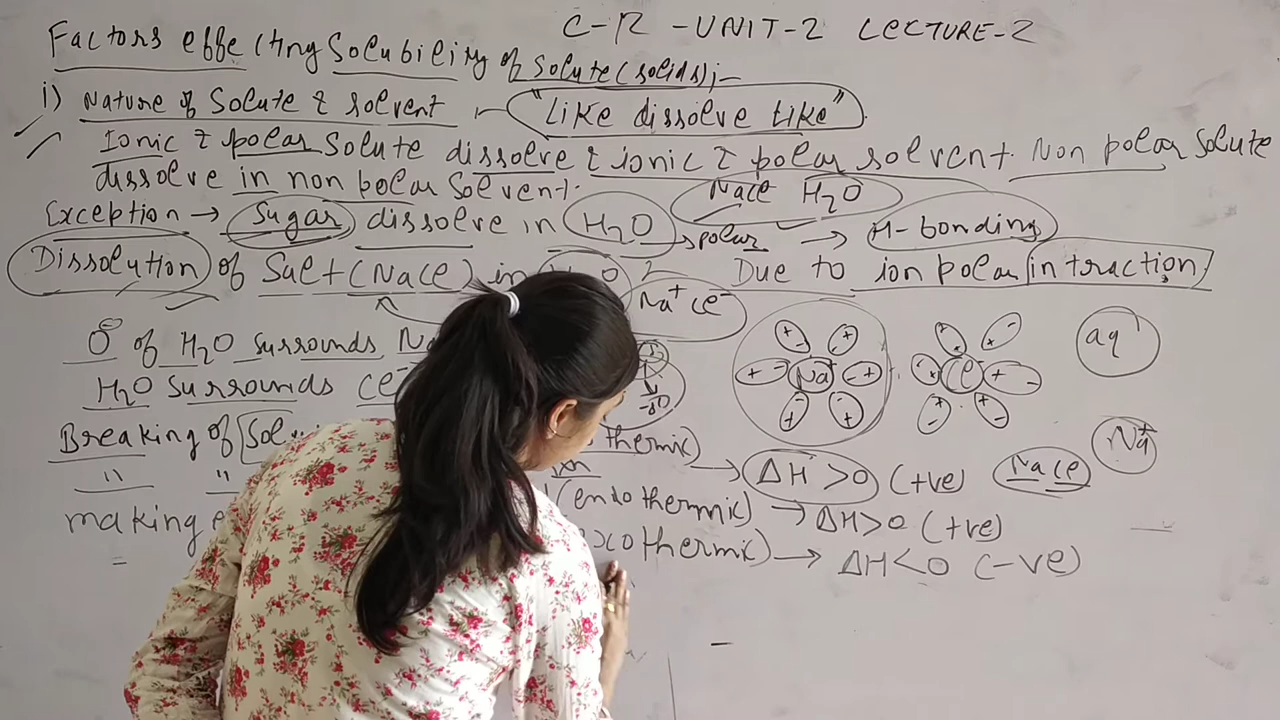 C-R - UNIT-2 LECTURE-2
Factors effecting Solubility of Solute (solids);-
i) Nature of Solute & solvent - "Like dissolve Like"
Ionic & polar Solute dissolve & ionic & polar solvent. Non polar Solute
dissolve in non polar Solvent.
NaCl H2O
Exception → Sugar dissolve in H2O → polar → H-bonding
Dissolution of Salt (NaCl) in Due to ion polar intraction
Na+ Cl-
O⊖ of H2O surrounds Na
H2O surrounds Cl-
+ - + - Na+ - + - + + - Cl- + - + - aq
Breaking of Solu thermic) → ΔH > 0 (+ve) NaCl Na+
" " (endothermic) → ΔH > 0 (+ve)
making thermic) → ΔH < 0 (-ve)